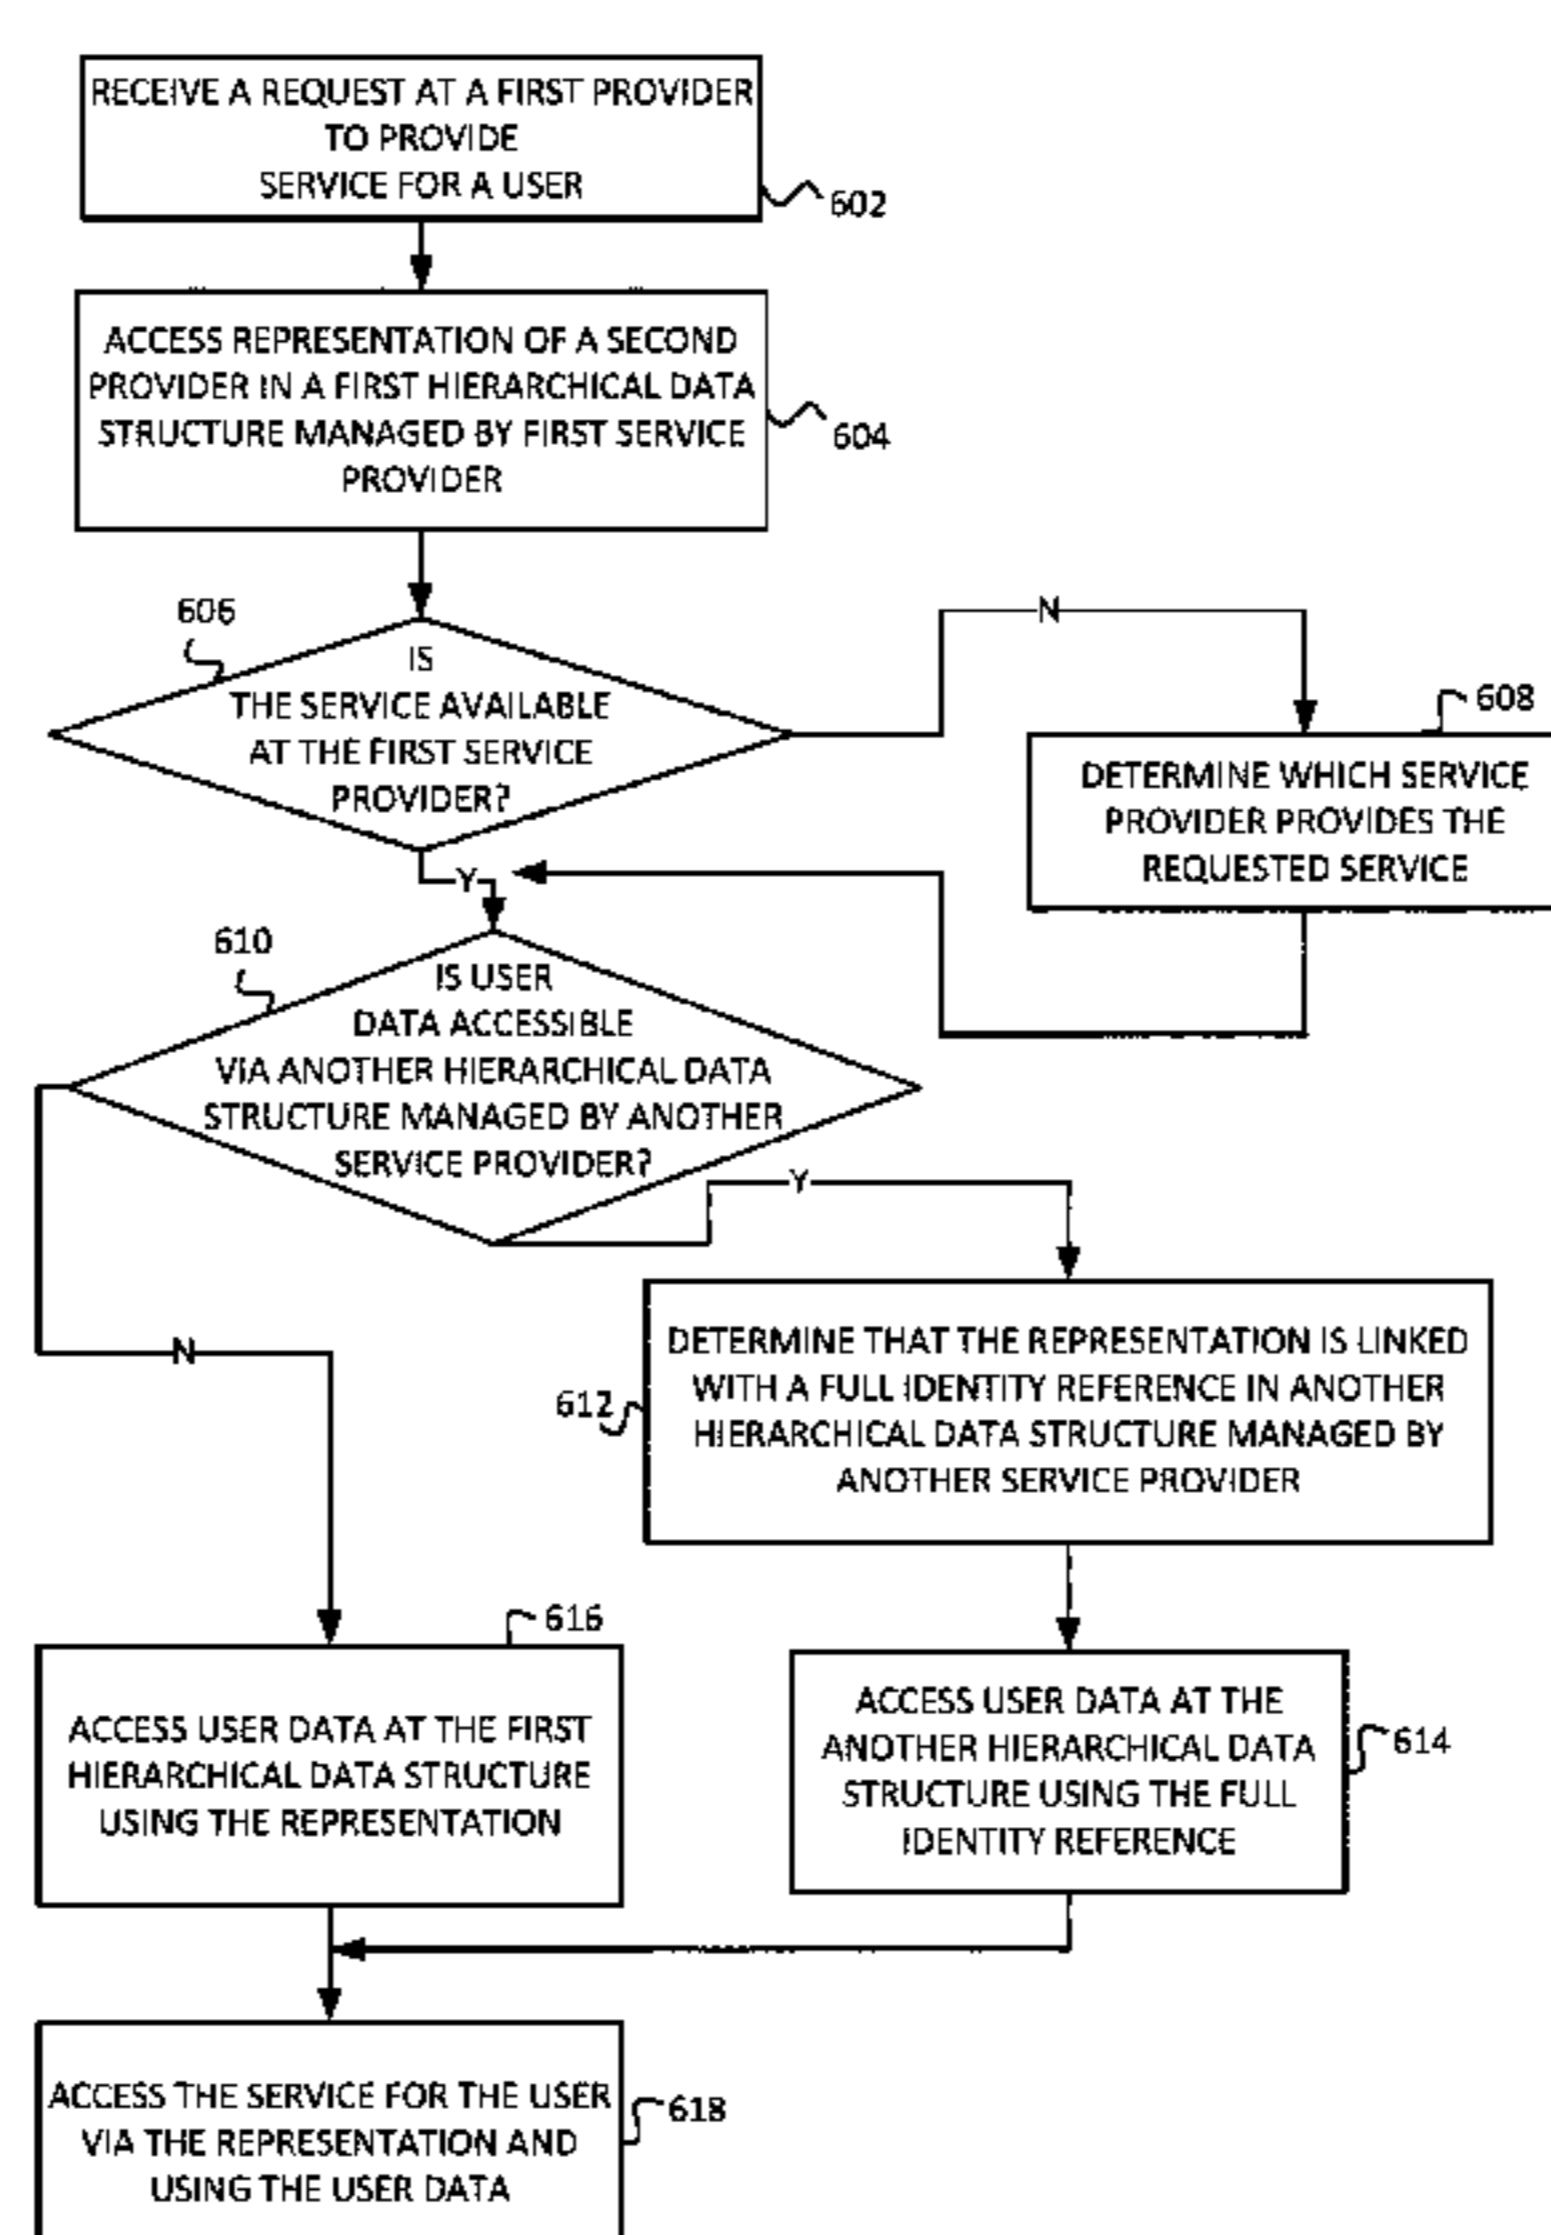 RECEIVE A REQUEST AT A FIRST PROVIDER
TO PROVIDE
SERVICE FOR A USER
602
ACCESS REPRESENTATION OF A SECOND
PROVIDER IN A FIRST HIERARCHICAL DATA
STRUCTURE MANAGED BY FIRST SERVICE
PROVIDER
604
606
IS
THE SERVICE AVAILABLE
AT THE FIRST SERVICE
PROVIDER?
N
608
DETERMINE WHICH SERVICE
PROVIDER PROVIDES THE
REQUESTED SERVICE
Y
610
IS USER
DATA ACCESSIBLE
VIA ANOTHER HIERARCHICAL DATA
STRUCTURE MANAGED BY ANOTHER
SERVICE PROVIDER?
Y
N
612
DETERMINE THAT THE REPRESENTATION IS LINKED
WITH A FULL IDENTITY REFERENCE IN ANOTHER
HIERARCHICAL DATA STRUCTURE MANAGED BY
ANOTHER SERVICE PROVIDER
616
ACCESS USER DATA AT THE FIRST
HIERARCHICAL DATA STRUCTURE
USING THE REPRESENTATION
ACCESS USER DATA AT THE
ANOTHER HIERARCHICAL DATA
STRUCTURE USING THE FULL
IDENTITY REFERENCE
614
ACCESS THE SERVICE FOR THE USER
VIA THE REPRESENTATION AND
USING THE USER DATA
618